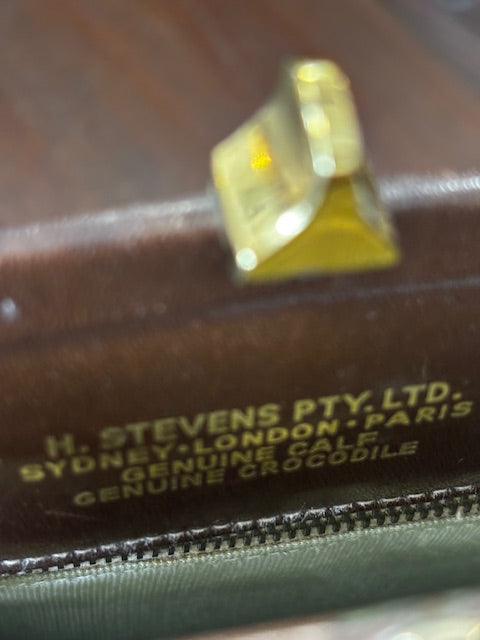 H. STEVENS PTY. LTD.
SYDNEY·LONDON·PARIS
GENUINE CALF
GENUINE CROCODILE